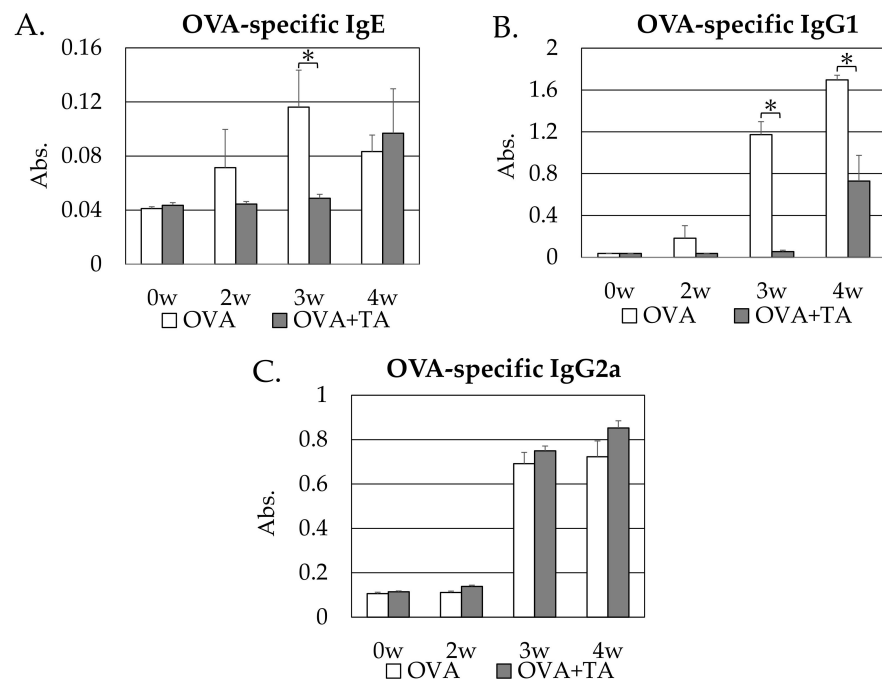 A.
OVA-specific IgE
Abs.
0.16
0.12
0.08
0.04
0
*
0w 2w 3w 4w
OVA OVA+TA
B.
OVA-specific IgG1
Abs.
2
1.6
1.2
0.8
0.4
0
*
*
0w 2w 3w 4w
OVA OVA+TA
C.
OVA-specific IgG2a
Abs.
1
0.8
0.6
0.4
0.2
0
0w 2w 3w 4w
OVA OVA+TA